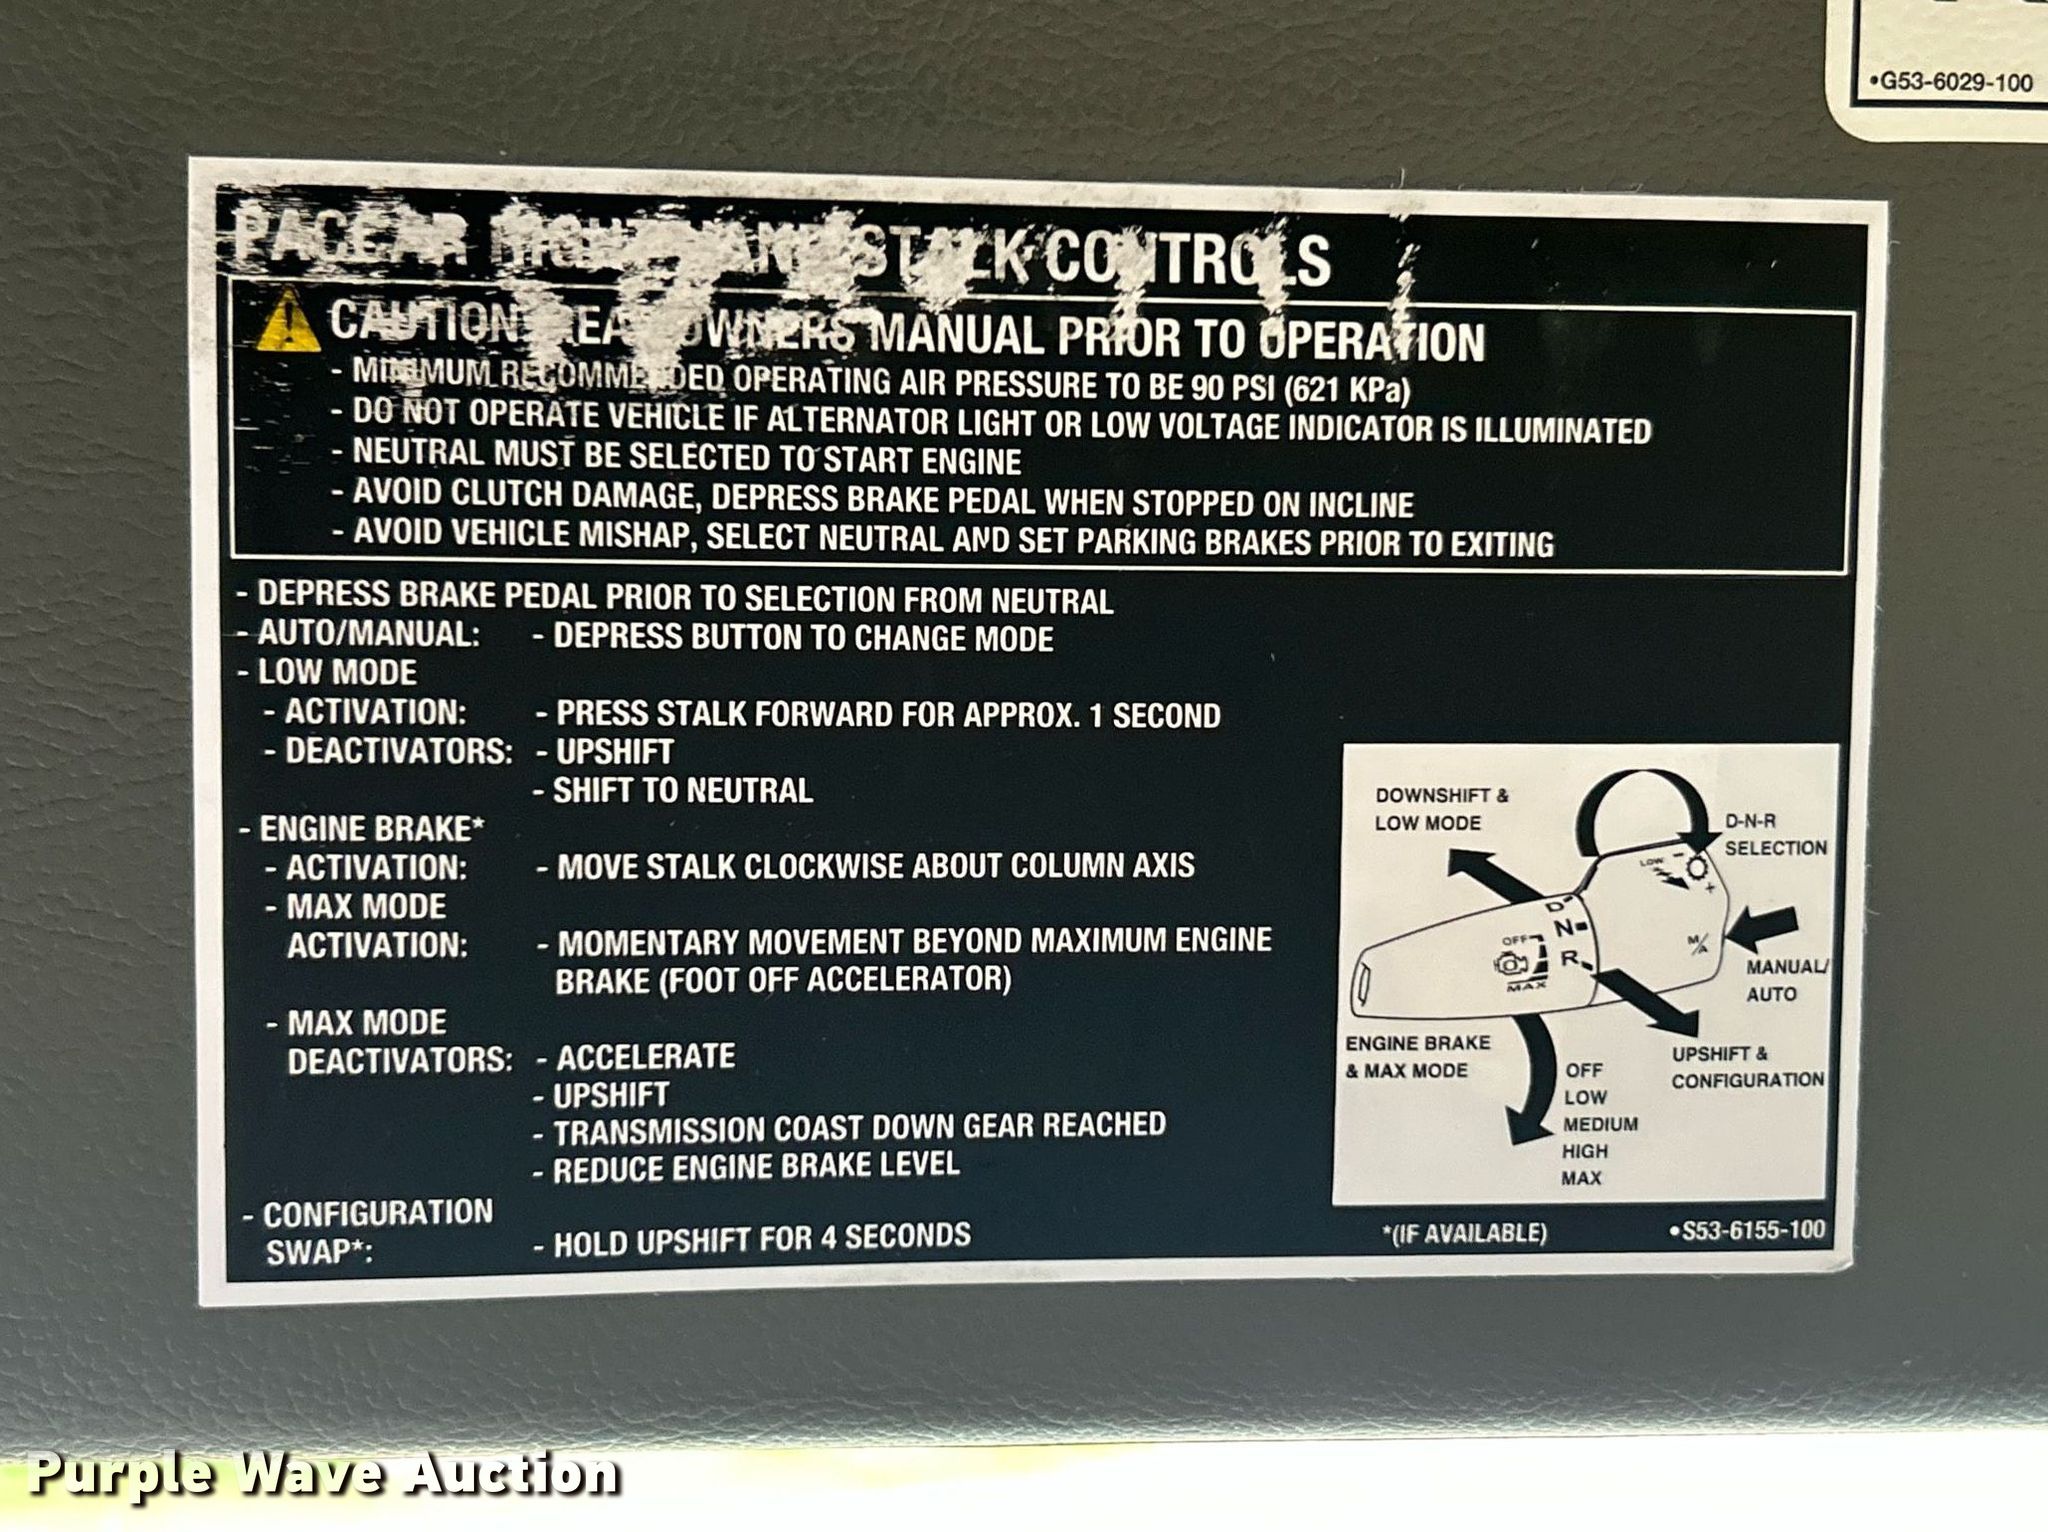 •G53-6029-100
PACCAR RIGHT HAND STALK CONTROLS
CAUTION READ OWNERS MANUAL PRIOR TO OPERATION
- MINIMUM RECOMMENDED OPERATING AIR PRESSURE TO BE 90 PSI (621 KPa)
- DO NOT OPERATE VEHICLE IF ALTERNATOR LIGHT OR LOW VOLTAGE INDICATOR IS ILLUMINATED
- NEUTRAL MUST BE SELECTED TO START ENGINE
- AVOID CLUTCH DAMAGE, DEPRESS BRAKE PEDAL WHEN STOPPED ON INCLINE
- AVOID VEHICLE MISHAP, SELECT NEUTRAL AND SET PARKING BRAKES PRIOR TO EXITING
- DEPRESS BRAKE PEDAL PRIOR TO SELECTION FROM NEUTRAL
- AUTO/MANUAL: - DEPRESS BUTTON TO CHANGE MODE
- LOW MODE
- ACTIVATION: - PRESS STALK FORWARD FOR APPROX. 1 SECOND
- DEACTIVATORS: - UPSHIFT
- SHIFT TO NEUTRAL
- ENGINE BRAKE*
- ACTIVATION: - MOVE STALK CLOCKWISE ABOUT COLUMN AXIS
- MAX MODE
ACTIVATION: - MOMENTARY MOVEMENT BEYOND MAXIMUM ENGINE
BRAKE (FOOT OFF ACCELERATOR)
- MAX MODE
DEACTIVATORS: - ACCELERATE
- UPSHIFT
- TRANSMISSION COAST DOWN GEAR REACHED
- REDUCE ENGINE BRAKE LEVEL
- CONFIGURATION
SWAP*: - HOLD UPSHIFT FOR 4 SECONDS
DOWNSHIFT &
LOW MODE
D-N-R
SELECTION
LOW
-
+
D
N
R
OFF
MAX
M/A
MANUAL/
AUTO
ENGINE BRAKE
& MAX MODE
UPSHIFT &
CONFIGURATION
OFF
LOW
MEDIUM
HIGH
MAX
*(IF AVAILABLE)
•S53-6155-100
Purple Wave Auction